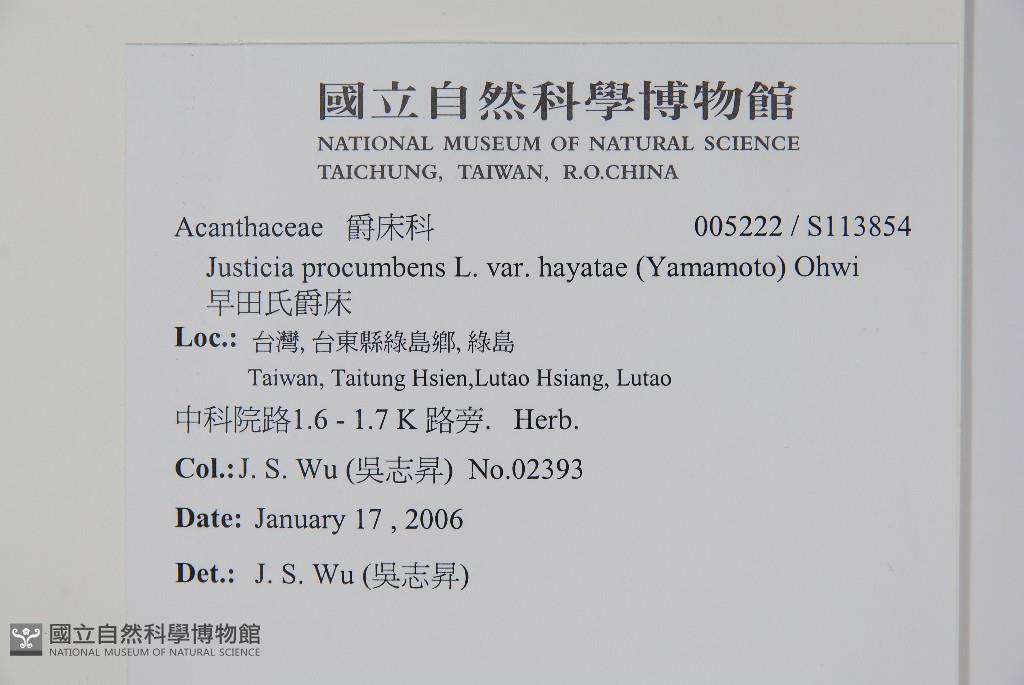 國立自然科學博物館
NATIONAL MUSEUM OF NATURAL SCIENCE
TAICHUNG, TAIWAN, R.O.CHINA
Acanthaceae 爵床科 005222 / S113854
Justicia procumbens L. var. hayatae (Yamamoto) Ohwi
早田氏爵床
Loc.: 台灣, 台東縣綠島鄉, 綠島
Taiwan, Taitung Hsien,Lutao Hsiang, Lutao
中科院路1.6 - 1.7 K 路旁. Herb.
Col.:J. S. Wu (吳志昇) No.02393
Date: January 17 , 2006
Det.: J. S. Wu (吳志昇)
國立自然科學博物館
NATIONAL MUSEUM OF NATURAL SCIENCE